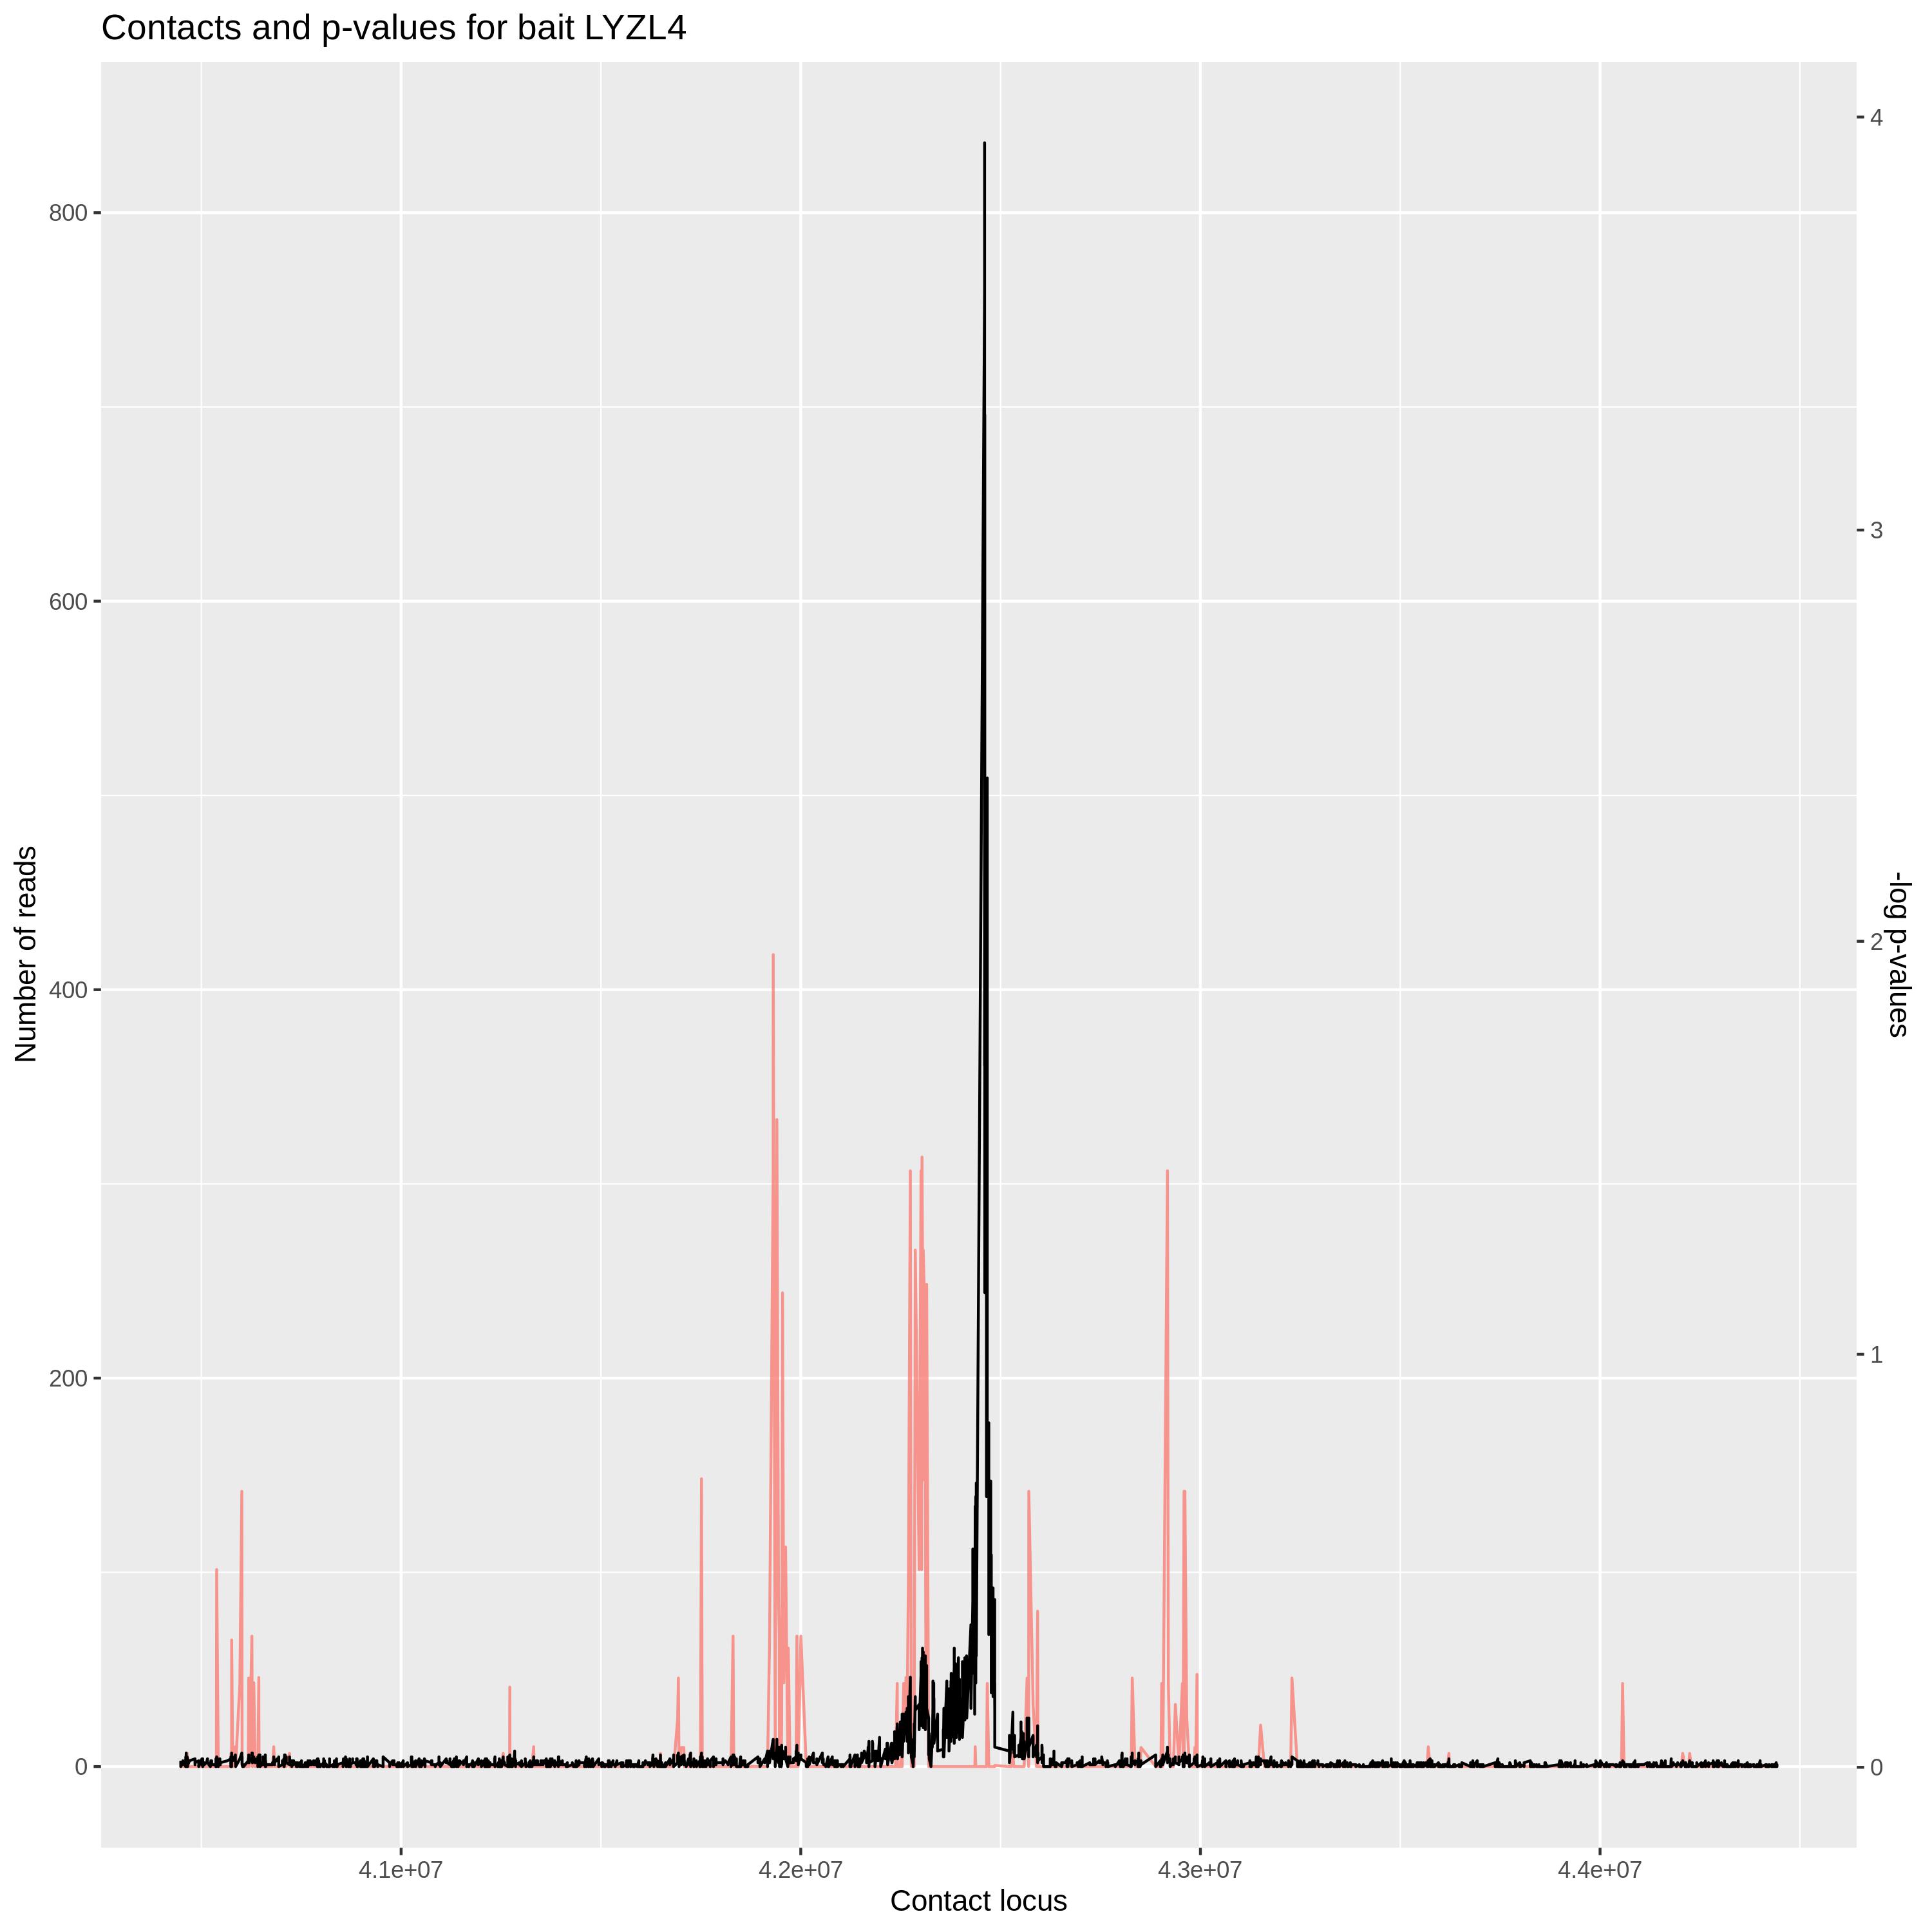 Contacts and p-values for bait LYZL4
800
600
400
200
0
4
3
2
1
0
Number of reads
-log p-values
4.1e+07
4.2e+07
4.3e+07
4.4e+07
Contact locus